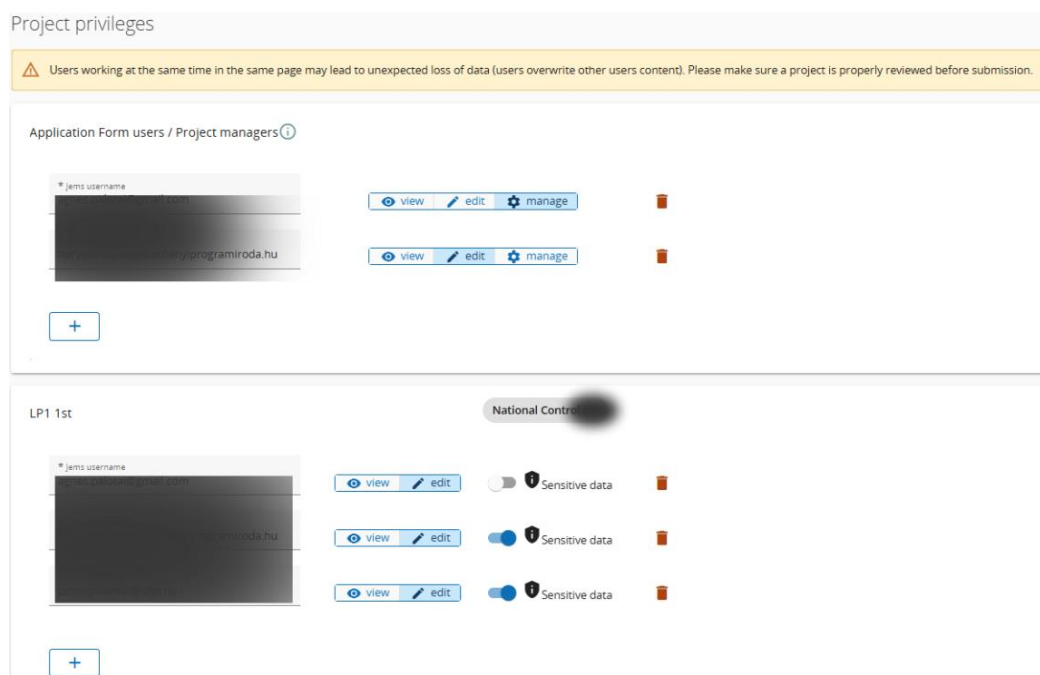 Project privileges
Users working at the same time in the same page may lead to unexpected loss of data (users overwrite other users content). Please make sure a project is properly reviewed before submission.
Application Form users / Project managers
* Jems username
view edit manage
programiroda.hu view edit manage
+
LP1 1st National
* Jems username
view edit Sensitive data
view edit Sensitive data
view edit Sensitive data
+